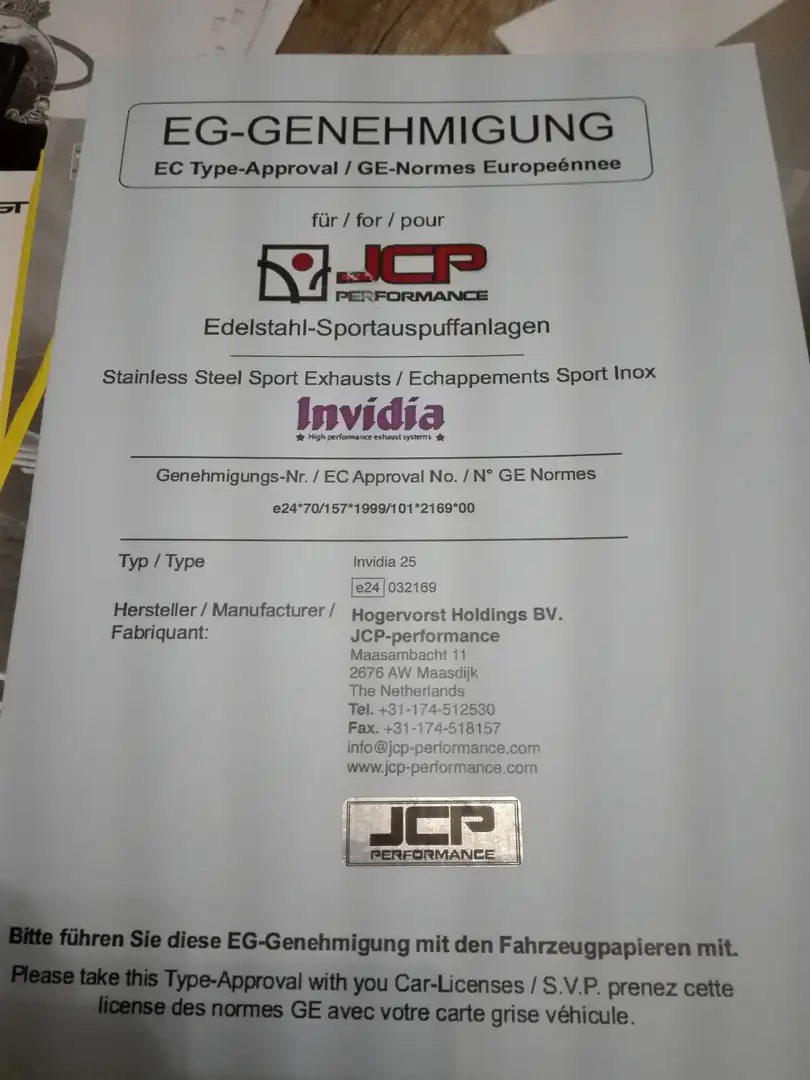 ST
EG-GENEHMIGUNG
EC Type-Approval / GE-Normes Europeénnee
für / for / pour
JCP
PERFORMANCE
Edelstahl-Sportauspuffanlagen
Stainless Steel Sport Exhausts / Echappements Sport Inox
Invidia
High performance exhaust systems
Genehmigungs-Nr. / EC Approval No. / N° GE Normes
e24*70/157*1999/101*2169*00
Typ / Type Invidia 25
e24 032169
Hersteller / Manufacturer / Hogervorst Holdings BV.
Fabriquant: JCP-performance
Maasambacht 11
2676 AW Maasdijk
The Netherlands
Tel. +31-174-512530
Fax. +31-174-518157
info@jcp-performance.com
www.jcp-performance.com
JCP
PERFORMANCE
Bitte führen Sie diese EG-Genehmigung mit den Fahrzeugpapieren mit.
Please take this Type-Approval with you Car-Licenses / S.V.P. prenez cette
license des normes GE avec votre carte grise véhicule.